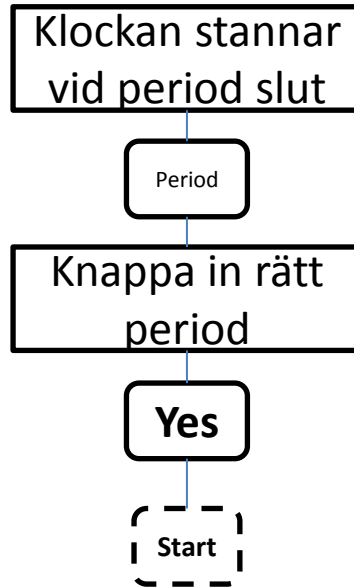 Klockan stannar
vid period slut
Period
Knappa in rätt
period
Yes
Start